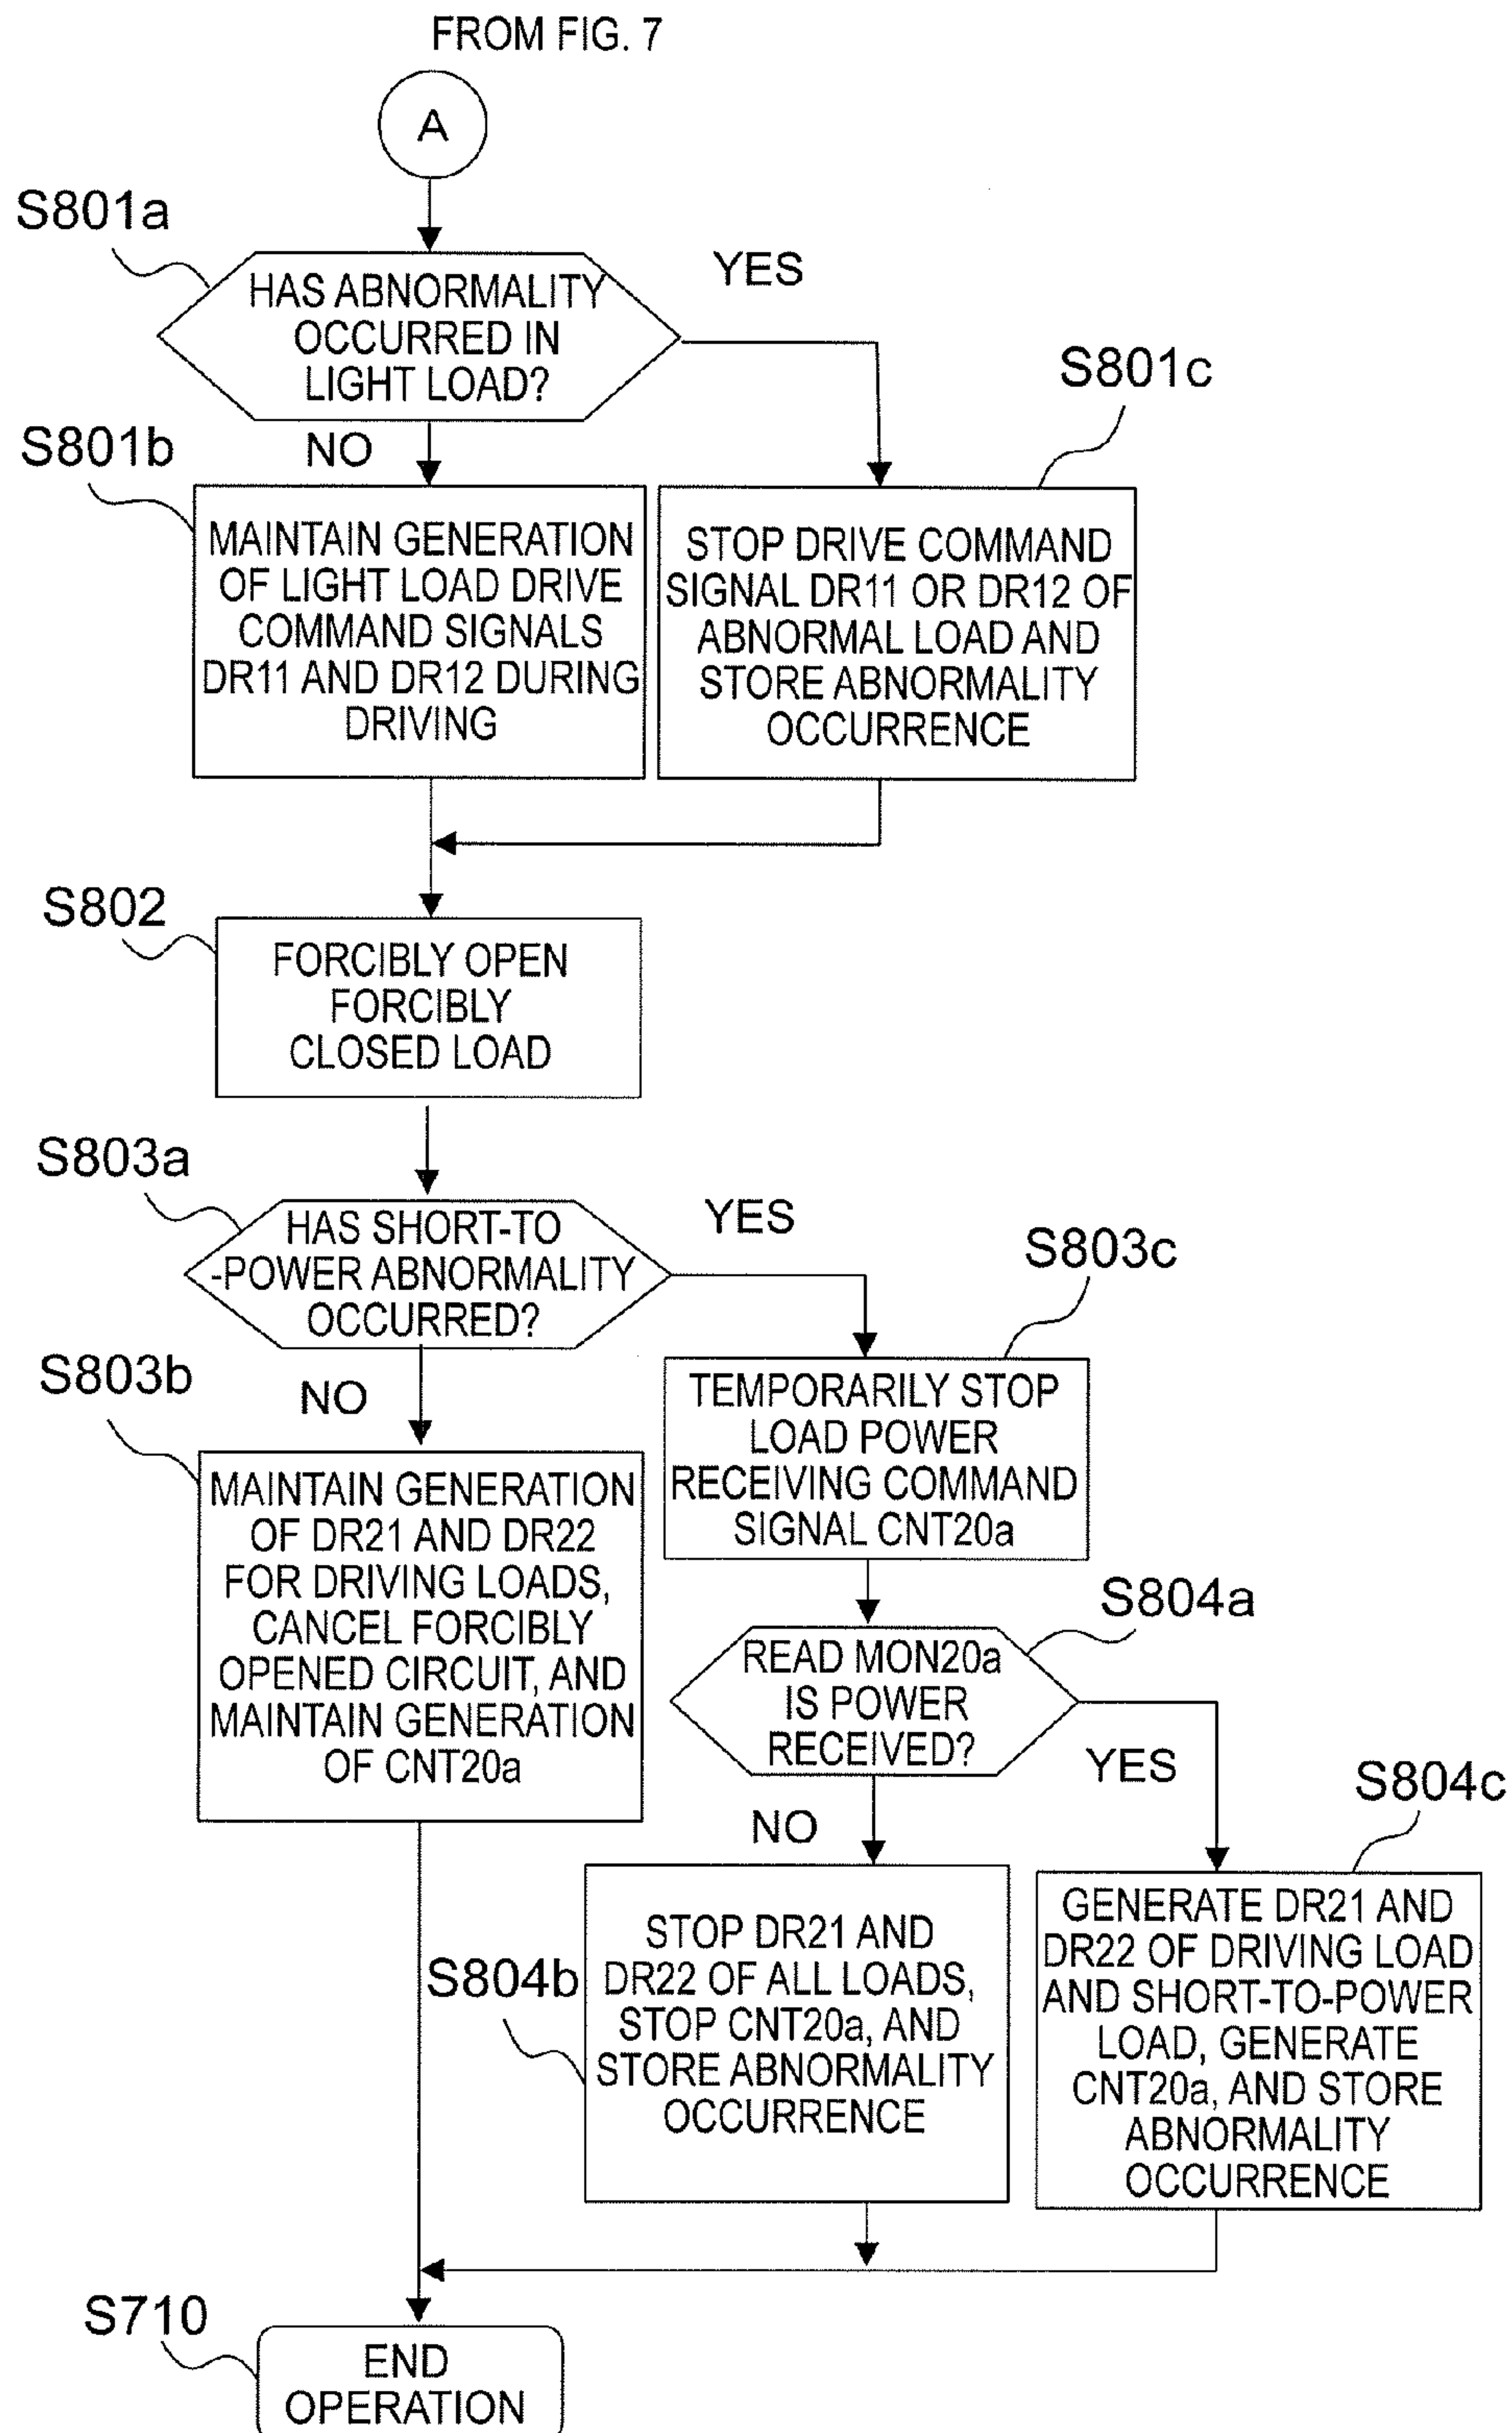 FROM FIG. 7
A
S801a
HAS ABNORMALITY
OCCURRED IN
LIGHT LOAD?
YES
NO
S801b
MAINTAIN GENERATION
OF LIGHT LOAD DRIVE
COMMAND SIGNALS
DR11 AND DR12 DURING
DRIVING
S801c
STOP DRIVE COMMAND
SIGNAL DR11 OR DR12 OF
ABNORMAL LOAD AND
STORE ABNORMALITY
OCCURRENCE
S802
FORCIBLY OPEN
FORCIBLY
CLOSED LOAD
S803a
HAS SHORT-TO
-POWER ABNORMALITY
OCCURRED?
YES
NO
S803b
MAINTAIN GENERATION
OF DR21 AND DR22
FOR DRIVING LOADS,
CANCEL FORCIBLY
OPENED CIRCUIT, AND
MAINTAIN GENERATION
OF CNT20a
S803c
TEMPORARILY STOP
LOAD POWER
RECEIVING COMMAND
SIGNAL CNT20a
S804a
READ MON20a
IS POWER
RECEIVED?
YES
NO
S804b
STOP DR21 AND
DR22 OF ALL LOADS,
STOP CNT20a, AND
STORE ABNORMALITY
OCCURRENCE
S804c
GENERATE DR21 AND
DR22 OF DRIVING LOAD
AND SHORT-TO-POWER
LOAD, GENERATE
CNT20a, AND STORE
ABNORMALITY
OCCURRENCE
S710
END
OPERATION